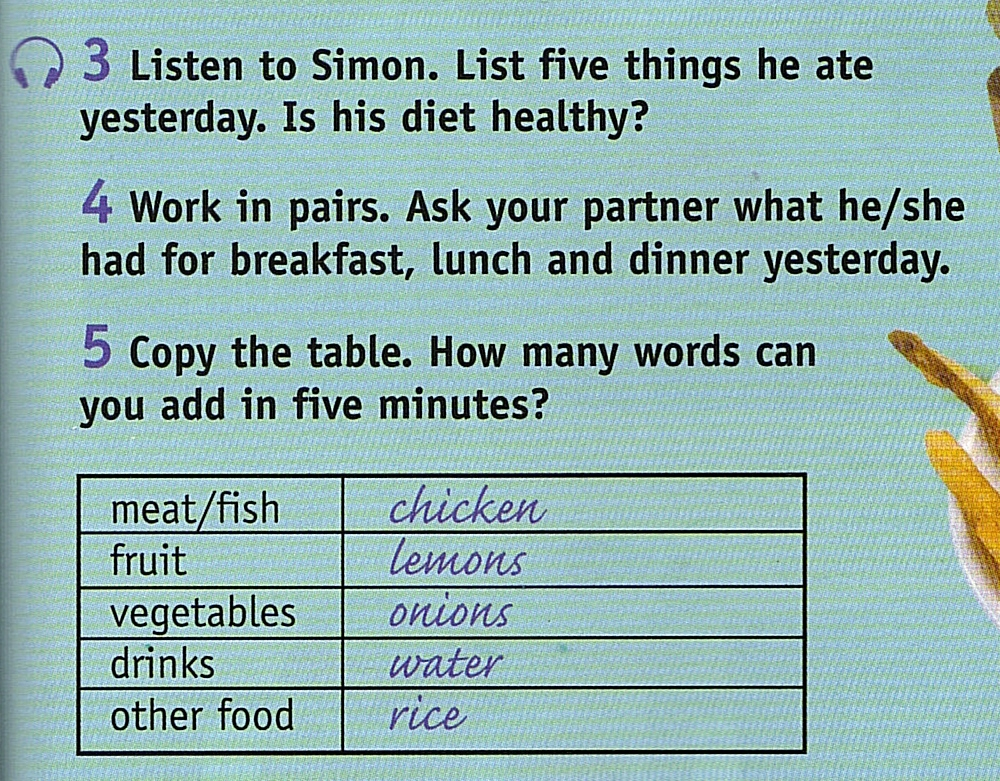 3 Listen to Simon. List five things he ate
yesterday. Is his diet healthy?
4 Work in pairs. Ask your partner what he/she
had for breakfast, lunch and dinner yesterday.
5 Copy the table. How many words can
you add in five minutes?
meat/fish chicken
fruit lemons
vegetables onions
drinks water
other food rice